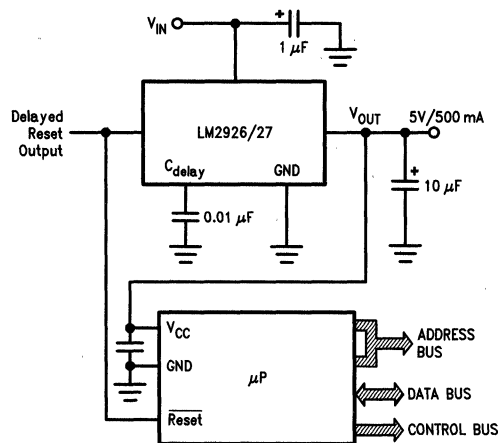 V_IN
+
1 μF
Delayed
Reset
Output
LM2926/27
V_OUT
5V/500 mA
C_delay
GND
+
10 μF
0.01 μF
V_CC
GND
μP
R̅e̅s̅e̅t̅
ADDRESS
BUS
DATA BUS
CONTROL BUS